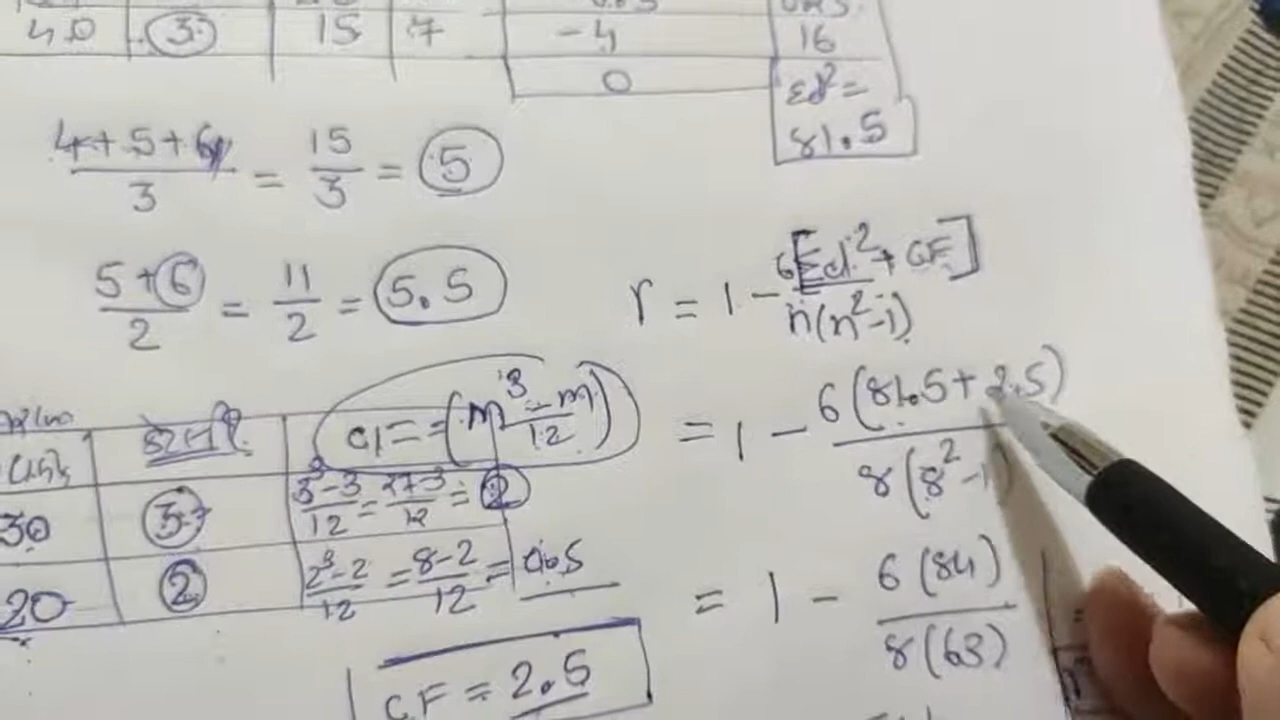 40 3 15 7 -4 16
0 Σd²=
81.5
4+5+6/3 = 15/3 = 5
5+6/2 = 11/2 = 5.5
r = 1 - 6[Σd²+CF]/n(n²-1)
CF = (m³-m/12)
= 1 - 6(81.5+2.5)/8(8²-1)
30 3 3³-3/12 = 27-3/12 = 2
20 2 2³-2/12 = 8-2/12 = 0.5
= 1 - 6(84)/8(63)
CF = 2.5